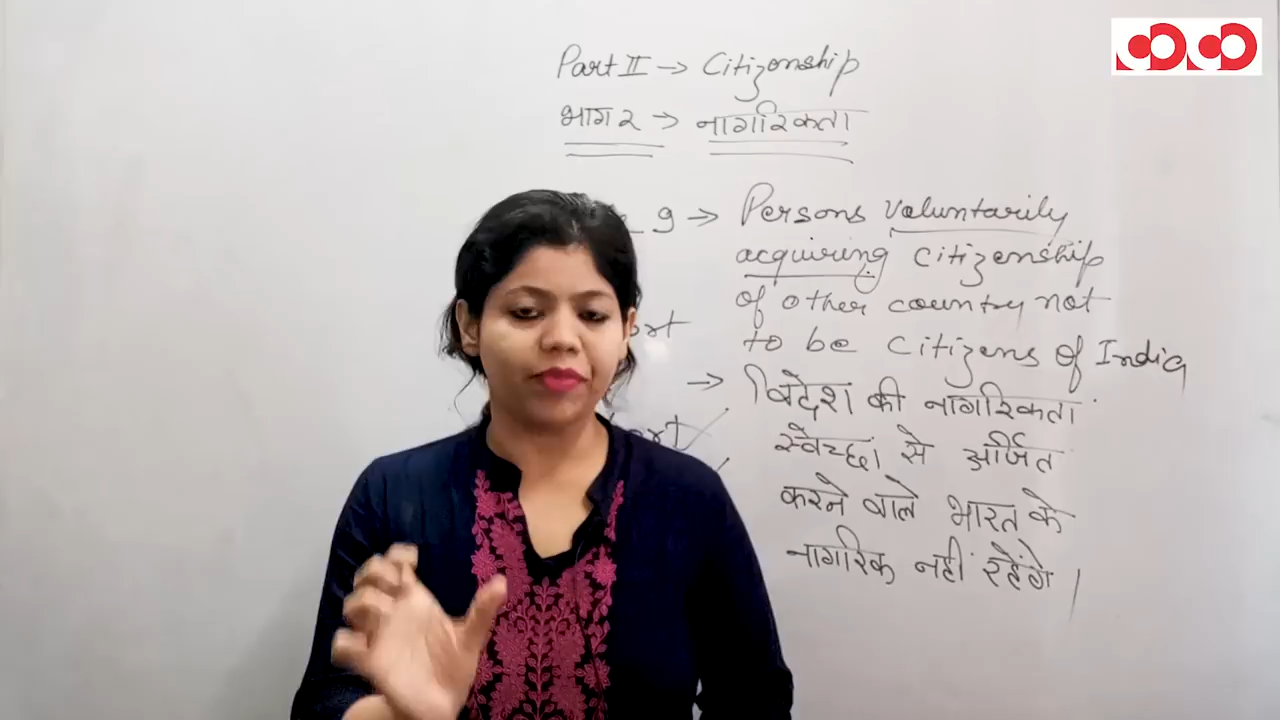 Part II → Citizenship
भाग २ → नागरिकता
9 → Persons voluntarily
acquiring citizenship
of other country not
to be citizens of India
→ विदेश की नागरिकता
स्वेच्छा से अर्जित
करने वाले भारत के
नागरिक नहीं रहेंगे।